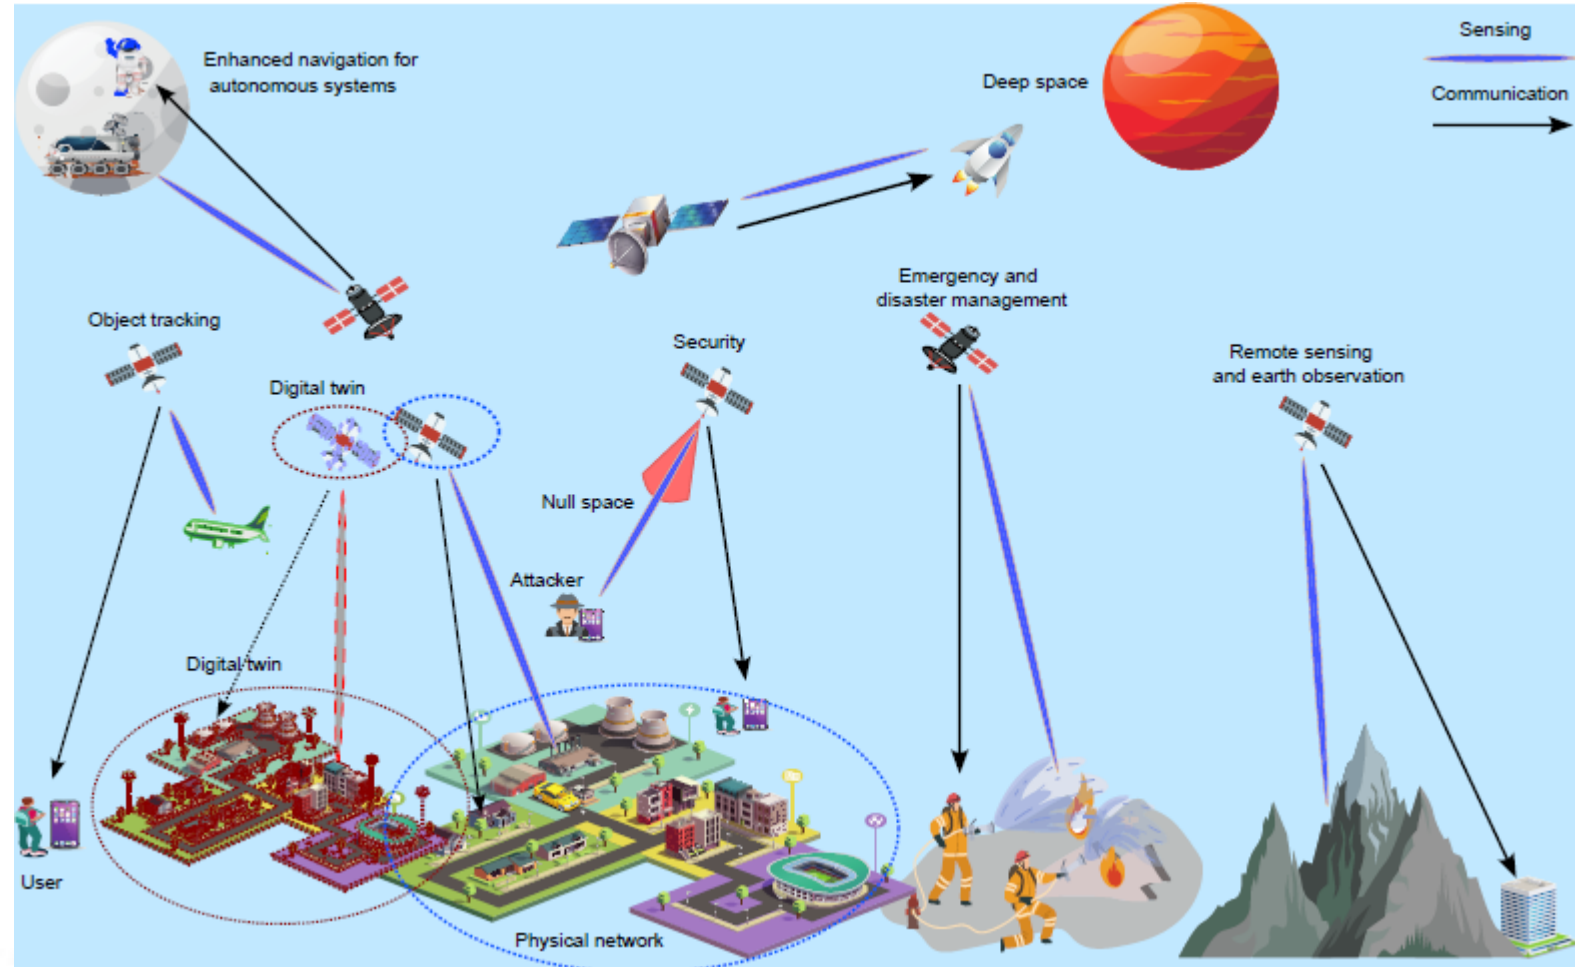 Enhanced navigation for
autonomous systems
Deep space
Sensing
Communication
Object tracking
Digital twin
Security
Emergency and
disaster management
Remote sensing
and earth observation
Null space
Attacker
Digital twin
User
Physical network